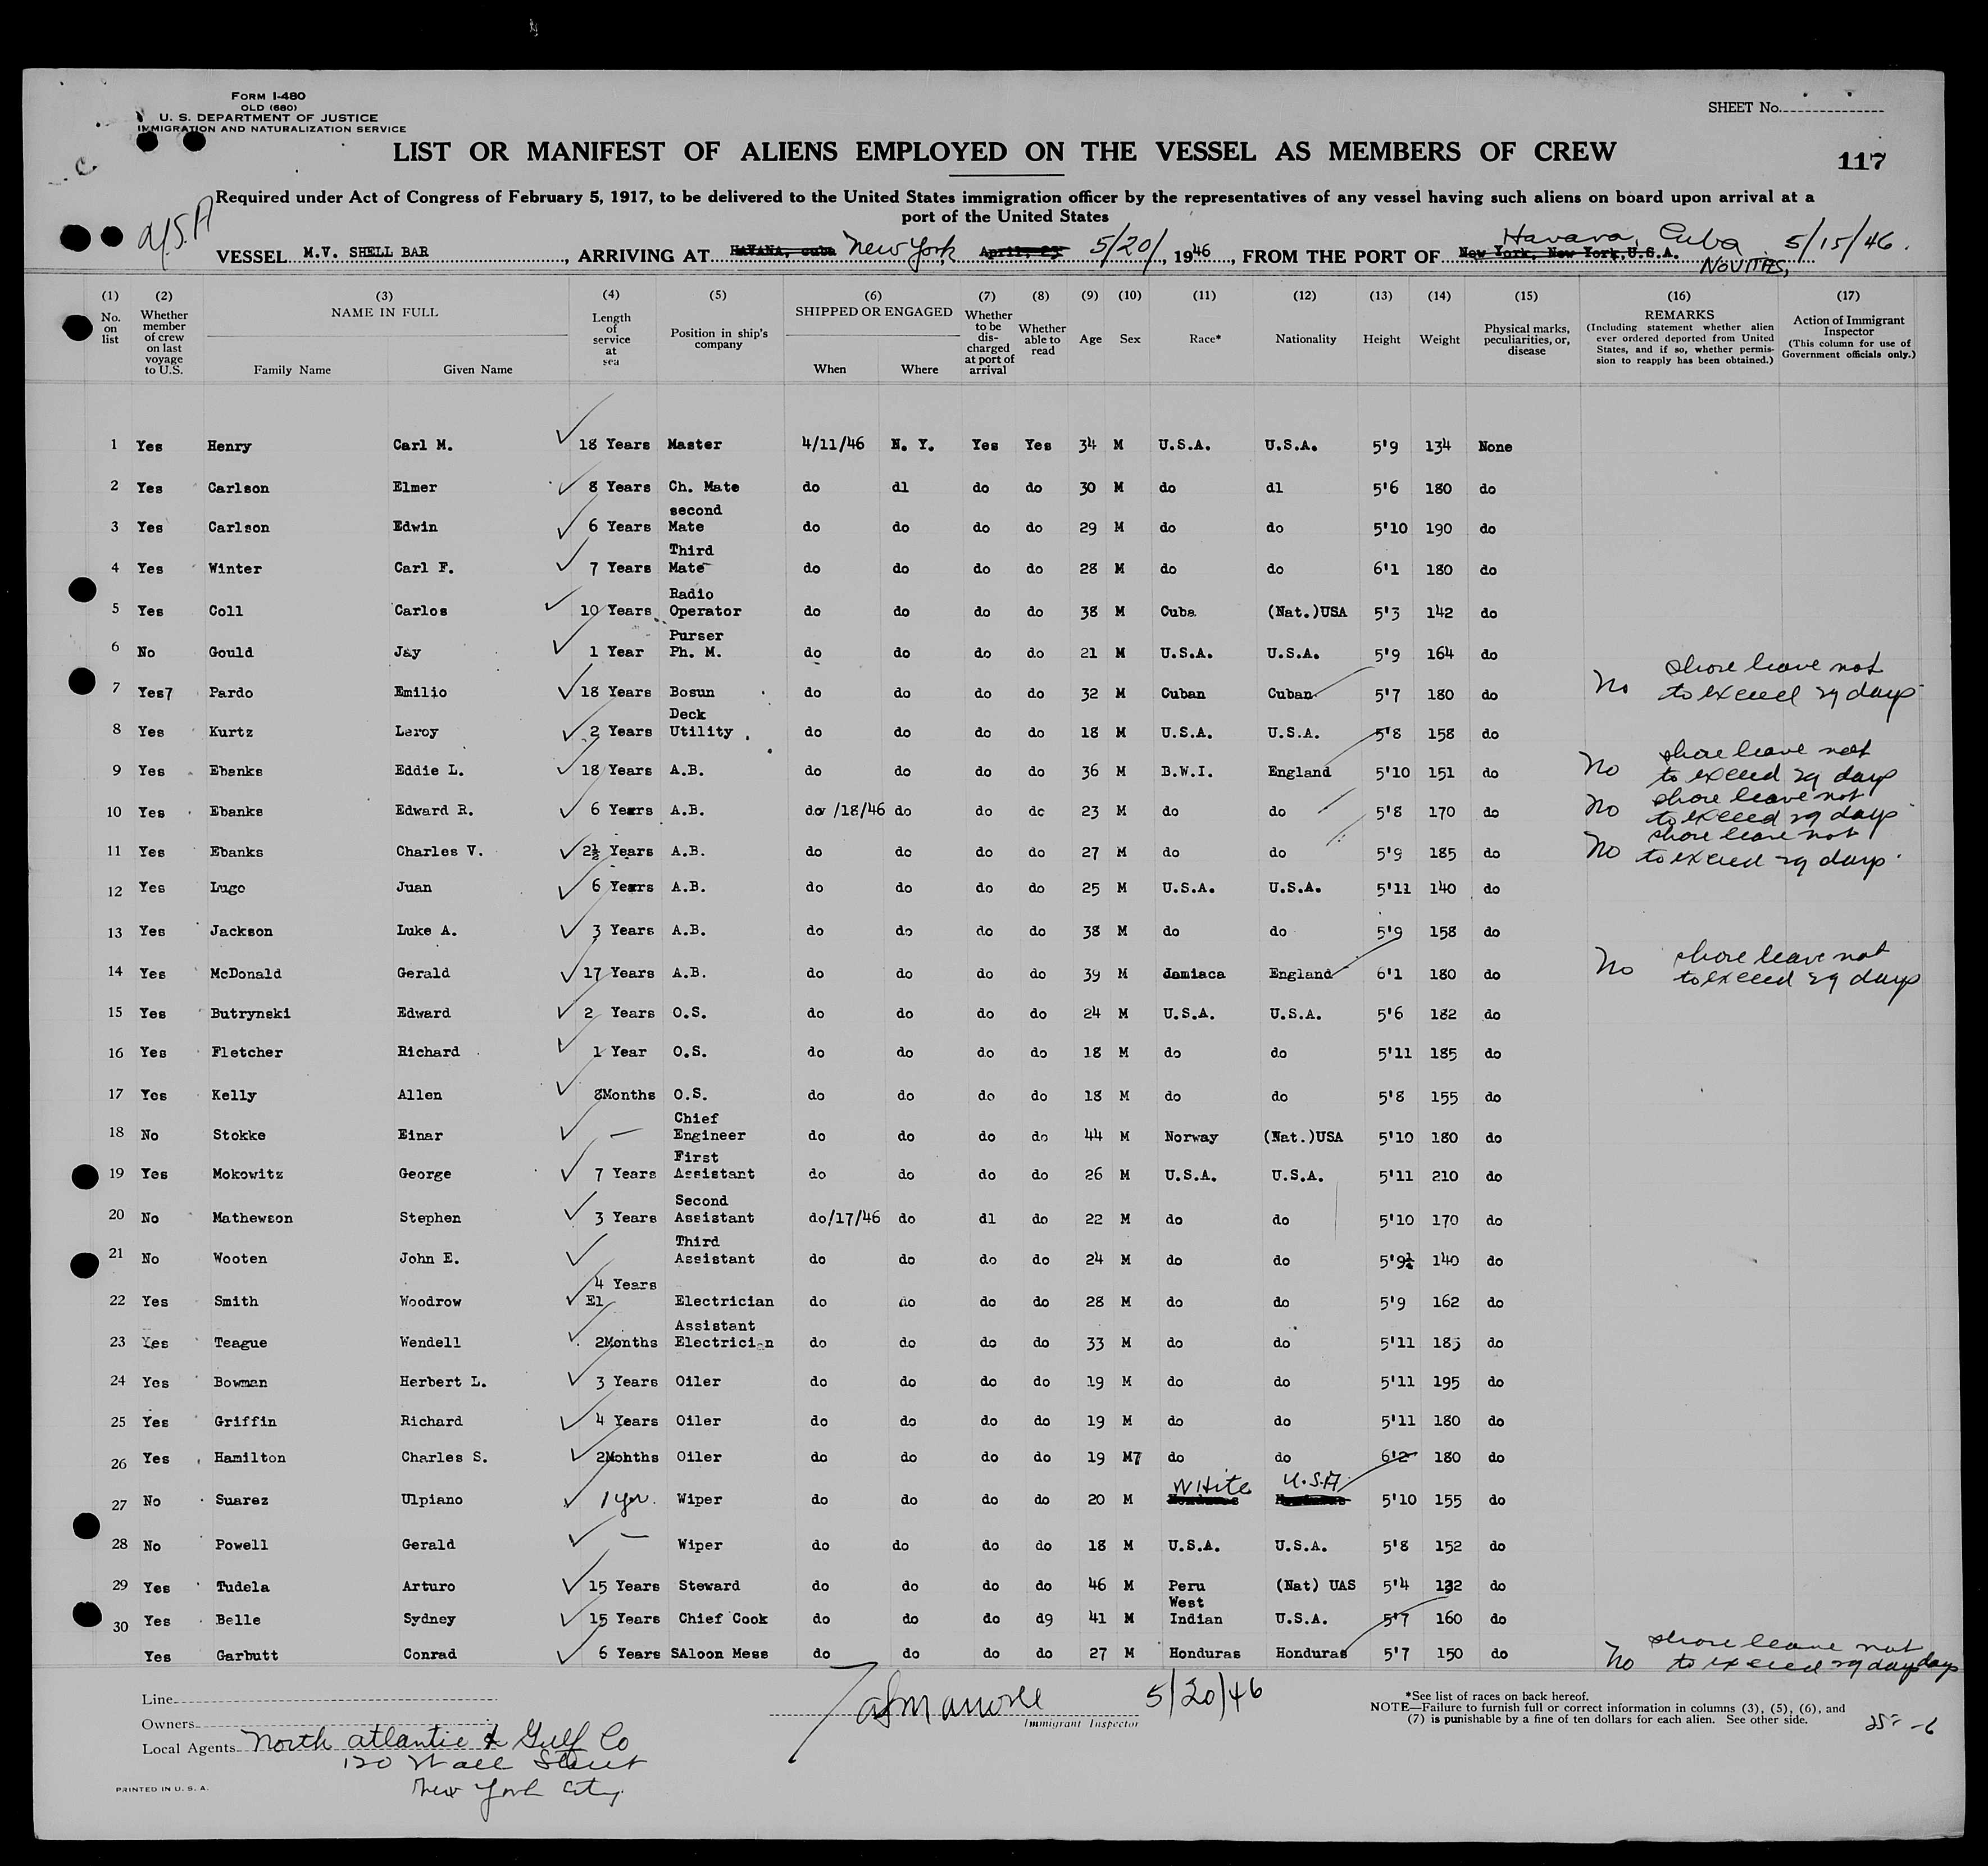 FORM I-480
OLD (680)
U. S. DEPARTMENT OF JUSTICE
IMMIGRATION AND NATURALIZATION SERVICE
SHEET No.
LIST OR MANIFEST OF ALIENS EMPLOYED ON THE VESSEL AS MEMBERS OF CREW
117
Required under Act of Congress of February 5, 1917, to be delivered to the United States immigration officer by the representatives of any vessel having such aliens on board upon arrival at a
port of the United States
VESSEL M.V. SHELL BAR, ARRIVING AT HAVANA, cuba New York, April, 5/20/, 1946, FROM THE PORT OF New York, New York, U.S.A. Havana, Cuba 5/15/46.
(1) (2) (3) (4) (5) (6) (7) (8) (9) (10) (11) (12) (13) (14) (15) (16) (17)
No. on list
Whether member of crew on last voyage to U.S.
NAME IN FULL
Family Name Given Name
Length of service at sea
Position in ship's company
SHIPPED OR ENGAGED
When Where
Whether to be discharged at port of arrival
Whether able to read
Age Sex Race* Nationality Height Weight
Physical marks, peculiarities, or, disease
REMARKS
(Including statement whether alien ever ordered deported from United States, and if so, whether permission to reapply has been obtained.)
Action of Immigrant Inspector
(This column for use of Government officials only.)
1 Yes Henry Carl M. 18 Years Master 4/11/46 N. Y. Yes Yes 34 M U.S.A. U.S.A. 5'9 134 None
2 Yes Carlson Elmer 8 Years Ch. Mate do dl do do 30 M do dl 5'6 180 do
3 Yes Carlson Edwin 6 Years second Mate do do do do 29 M do do 5'10 190 do
4 Yes Winter Carl F. 7 Years Third Mate do do do do 28 M do do 6'1 180 do
5 Yes Coll Carlos 10 Years Radio Operator do do do do 38 M Cuba (Nat.)USA 5'3 142 do
6 No Gould Jay 1 Year Purser Ph. M. do do do do 21 M U.S.A. U.S.A. 5'9 164 do
7 Yes7 Pardo Emilio 18 Years Bosun do do do do 32 M Cuban Cuban 5'7 180 do No shore leave not to exceed 29 days
8 Yes Kurtz Leroy 2 Years Deck Utility do do do do 18 M U.S.A. U.S.A. 5'8 158 do
9 Yes Ebanks Eddie L. 18 Years A.B. do do do do 36 M B.W.I. England 5'10 151 do No shore leave not to exceed 29 days
10 Yes Ebanks Edward R. 6 Years A.B. do /18/46 do do dc 23 M do do 5'8 170 do No shore leave not to exceed 29 days
11 Yes Ebanks Charles V. 2½ Years A.B. do do do do 27 M do do 5'9 185 do No shore leave not to exceed 29 days
12 Yes Lugo Juan 6 Years A.B. do do do do 25 M U.S.A. U.S.A. 5'11 140 do
13 Yes Jackson Luke A. 3 Years A.B. do do do do 38 M do do 5'9 158 do
14 Yes McDonald Gerald 17 Years A.B. do do do do 39 M Jamiaca England 6'1 180 do No shore leave not to exceed 29 days
15 Yes Butrynski Edward 2 Years O.S. do do do do 24 M U.S.A. U.S.A. 5'6 182 do
16 Yes Fletcher Richard 1 Year O.S. do do do do 18 M do do 5'11 185 do
17 Yes Kelly Allen 8Months O.S. do do do do 18 M do do 5'8 155 do
18 No Stokke Einar — Chief Engineer do do do do 44 M Norway (Nat.)USA 5'10 180 do
19 Yes Mokowitz George 7 Years First Assistant do do do do 26 M U.S.A. U.S.A. 5'11 210 do
20 No Mathewson Stephen 3 Years Second Assistant do/17/46 do dl do 22 M do do 5'10 170 do
21 No Wooten John E. Third Assistant do do do do 24 M do do 5'9½ 140 do
22 Yes Smith Woodrow 4 Years El Electrician do do do do 28 M do do 5'9 162 do
23 Yes Teague Wendell 2Months Assistant Electrician do do do do 33 M do do 5'11 185 do
24 Yes Bowman Herbert L. 3 Years Oiler do do do do 19 M do do 5'11 195 do
25 Yes Griffin Richard 4 Years Oiler do do do do 19 M do do 5'11 180 do
26 Yes Hamilton Charles S. 2Mohths Oiler do do do do 19 M7 do do 6'2 180 do
27 No Suarez Ulpiano 1 yr. Wiper do do do do 20 M White U.S.A. 5'10 155 do
28 No Powell Gerald — Wiper do do do do 18 M U.S.A. U.S.A. 5'8 152 do
29 Yes Tudela Arturo 15 Years Steward do do do do 46 M Peru (Nat) UAS 5'4 132 do
30 Yes Belle Sydney 15 Years Chief Cook do do do d9 41 M West Indian U.S.A. 5'7 160 do
Yes Garbutt Conrad 6 Years SAloon Mess do do do do 27 M Honduras Honduras 5'7 150 do No shore leave not to exceed 29 days days
Line
Owners
Local Agents North Atlantic & Gulf Co
120 Wall Street
New York City
5/20/46
Immigrant Inspector
*See list of races on back hereof.
NOTE—Failure to furnish full or correct information in columns (3), (5), (6), and
(7) is punishable by a fine of ten dollars for each alien. See other side.
PRINTED IN U. S. A.